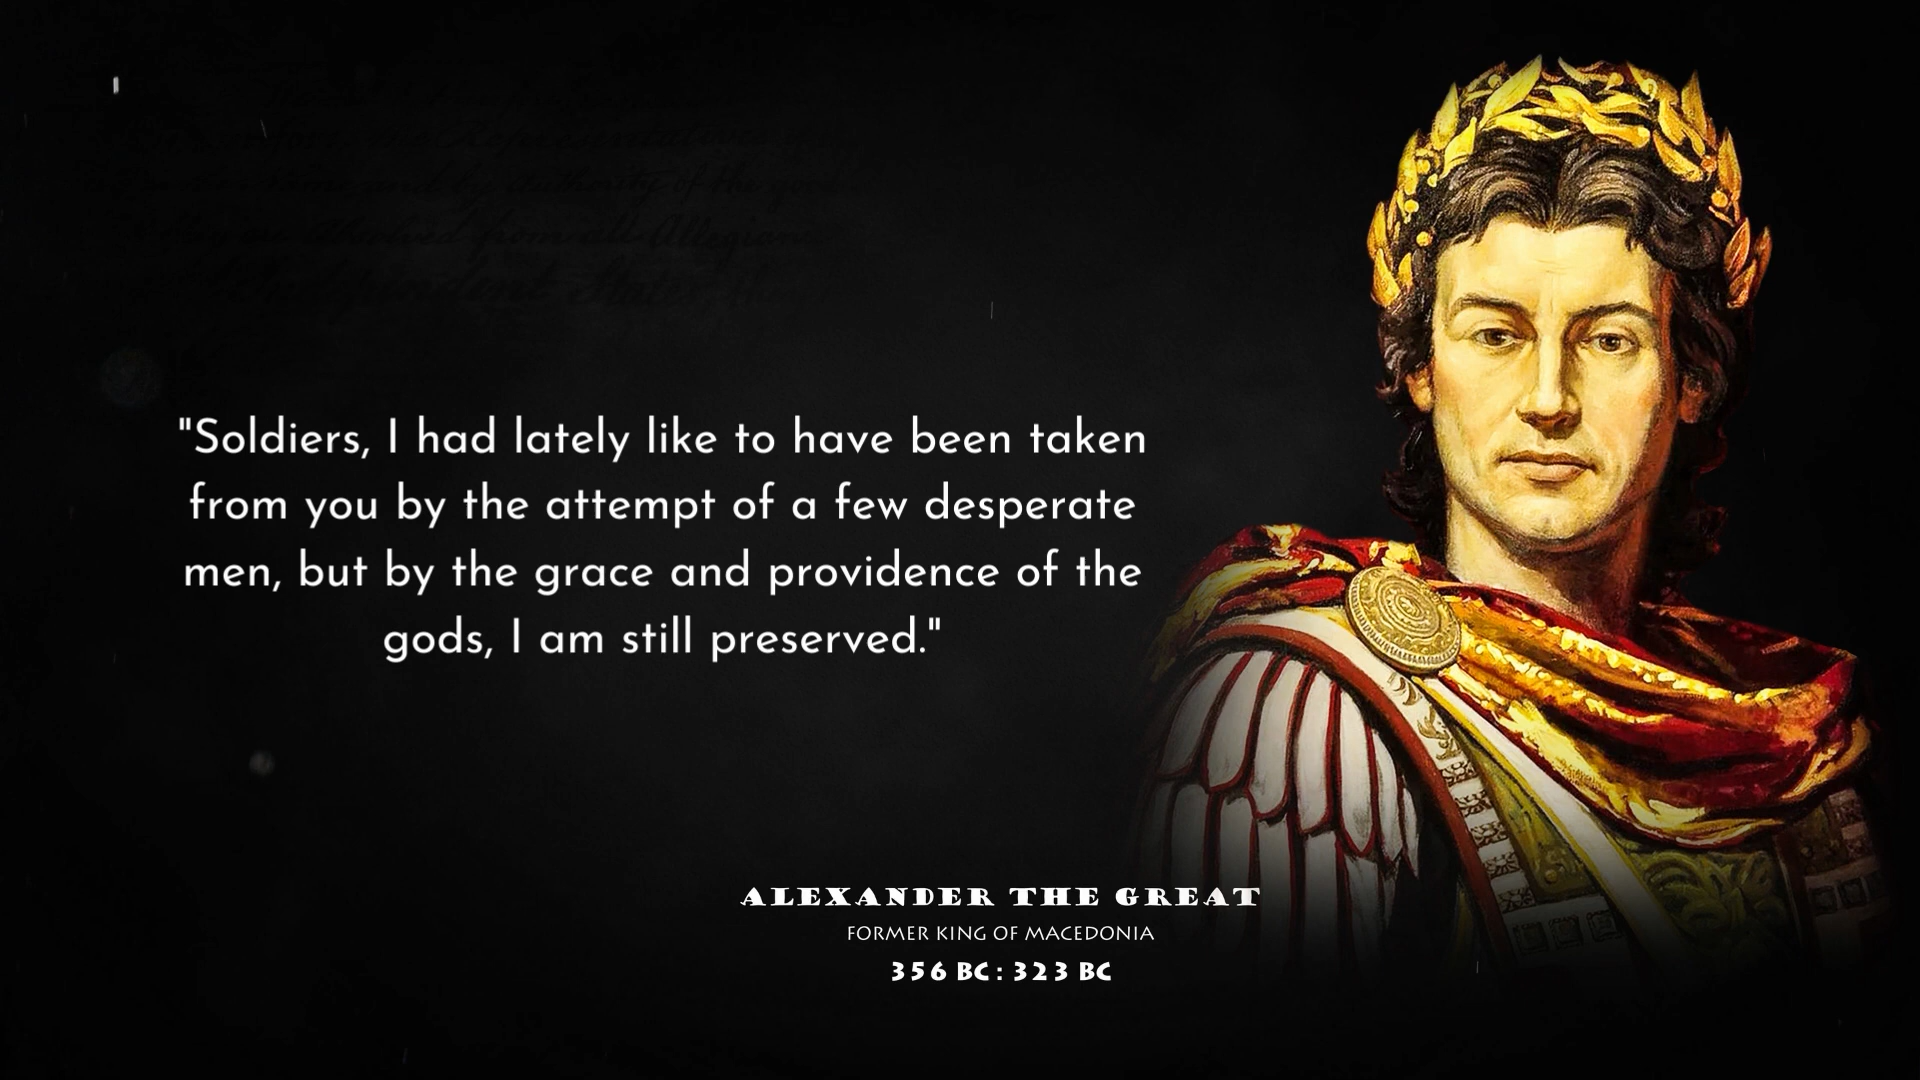 "Soldiers, I had lately like to have been taken
from you by the attempt of a few desperate
men, but by the grace and providence of the
gods, I am still preserved."
ALEXANDER THE GREAT
FORMER KING OF MACEDONIA
356 BC : 323 BC